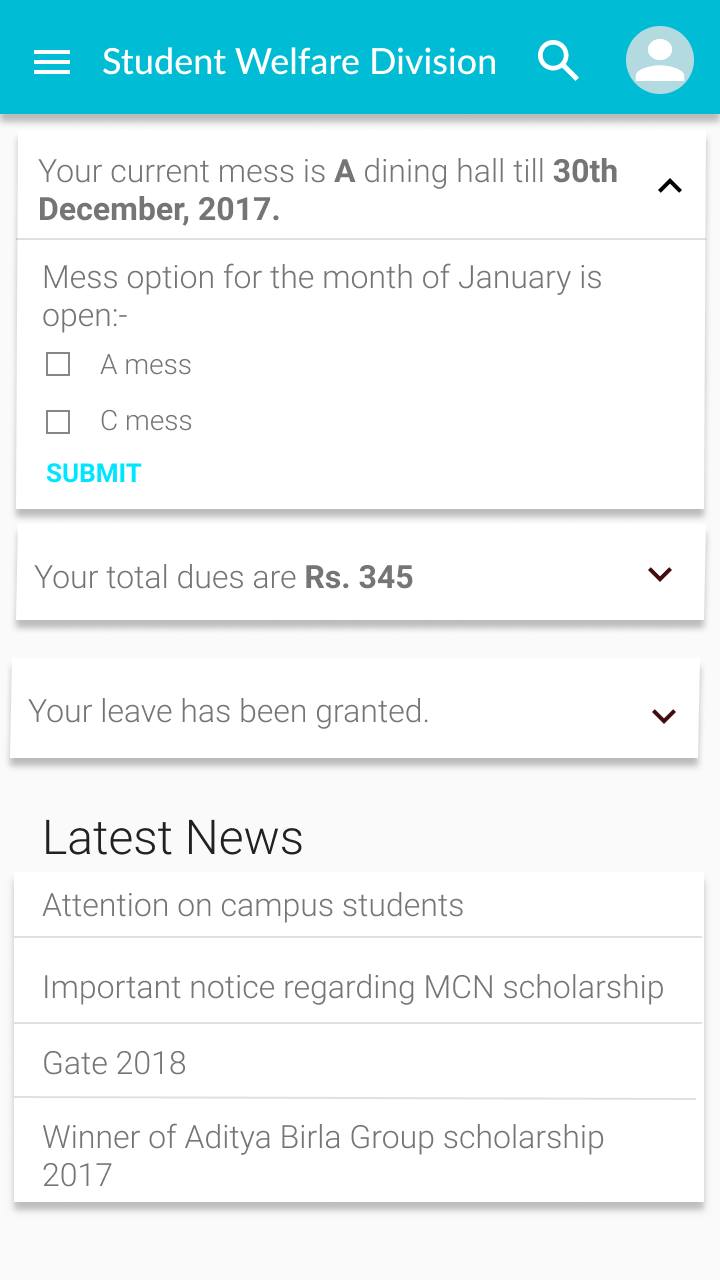 Student Welfare Division
Your current mess is A dining hall till 30th
December, 2017.
Mess option for the month of January is
open:-
A mess
C mess
SUBMIT
Your total dues are Rs. 345
Your leave has been granted.
Latest News
Attention on campus students
Important notice regarding MCN scholarship
Gate 2018
Winner of Aditya Birla Group scholarship
2017